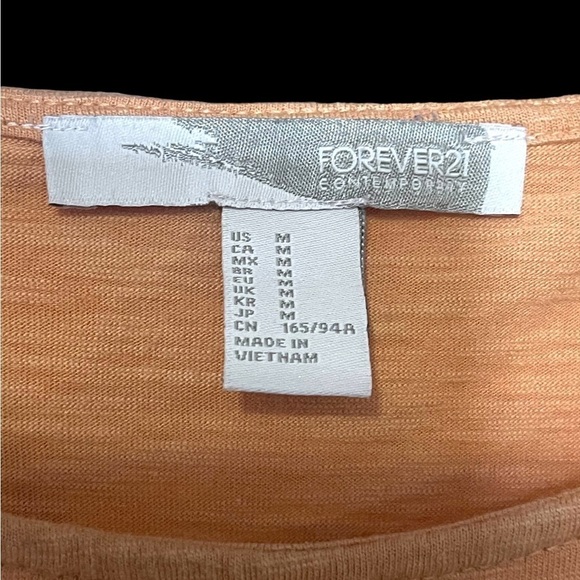 FOREVER21
CONTEMPORARY
US M
CA M
MX M
BR M
EU M
UK M
KR M
JP M
CN 165/94A
MADE IN
VIETNAM